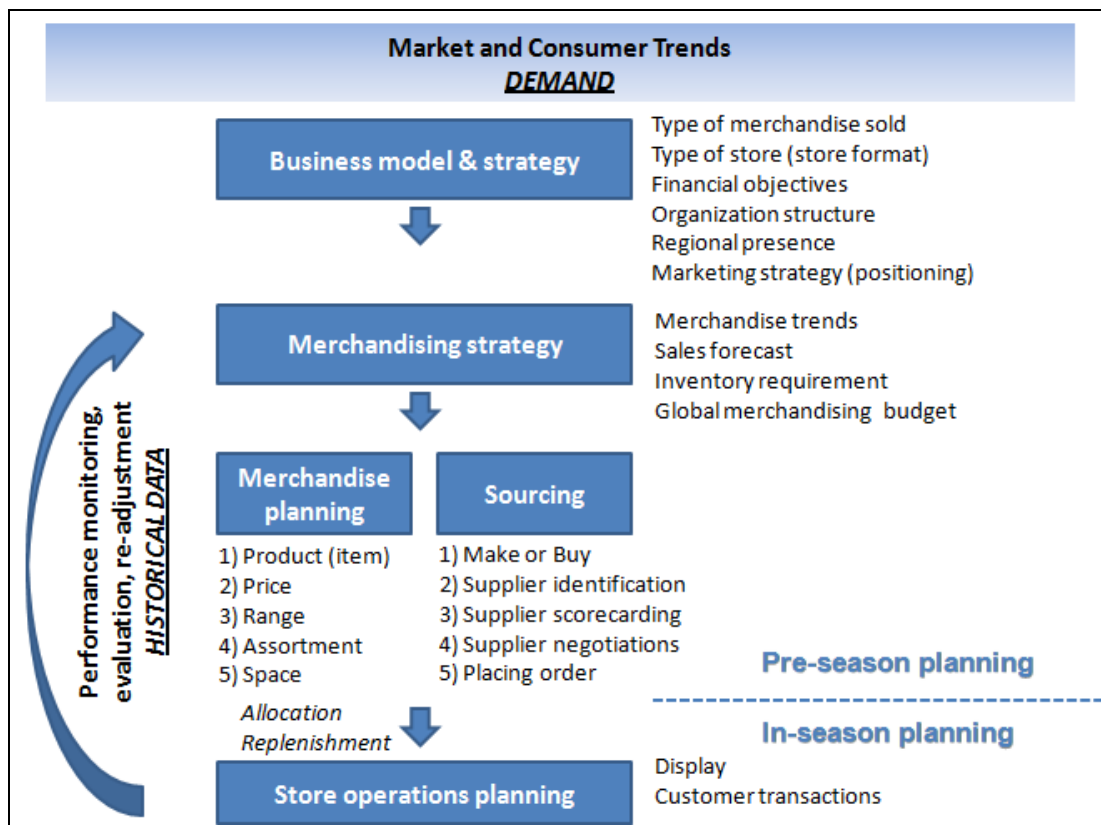 Market and Consumer Trends
DEMAND
Business model & strategy
Type of merchandise sold
Type of store (store format)
Financial objectives
Organization structure
Regional presence
Marketing strategy (positioning)
Merchandising strategy
Merchandise trends
Sales forecast
Inventory requirement
Global merchandising budget
Performance monitoring,
evaluation, re-adjustment
HISTORICAL DATA
Merchandise
planning
1) Product (item)
2) Price
3) Range
4) Assortment
5) Space
Sourcing
1) Make or Buy
2) Supplier identification
3) Supplier scorecarding
4) Supplier negotiations
5) Placing order
Pre-season planning
In-season planning
Allocation
Replenishment
Store operations planning
Display
Customer transactions